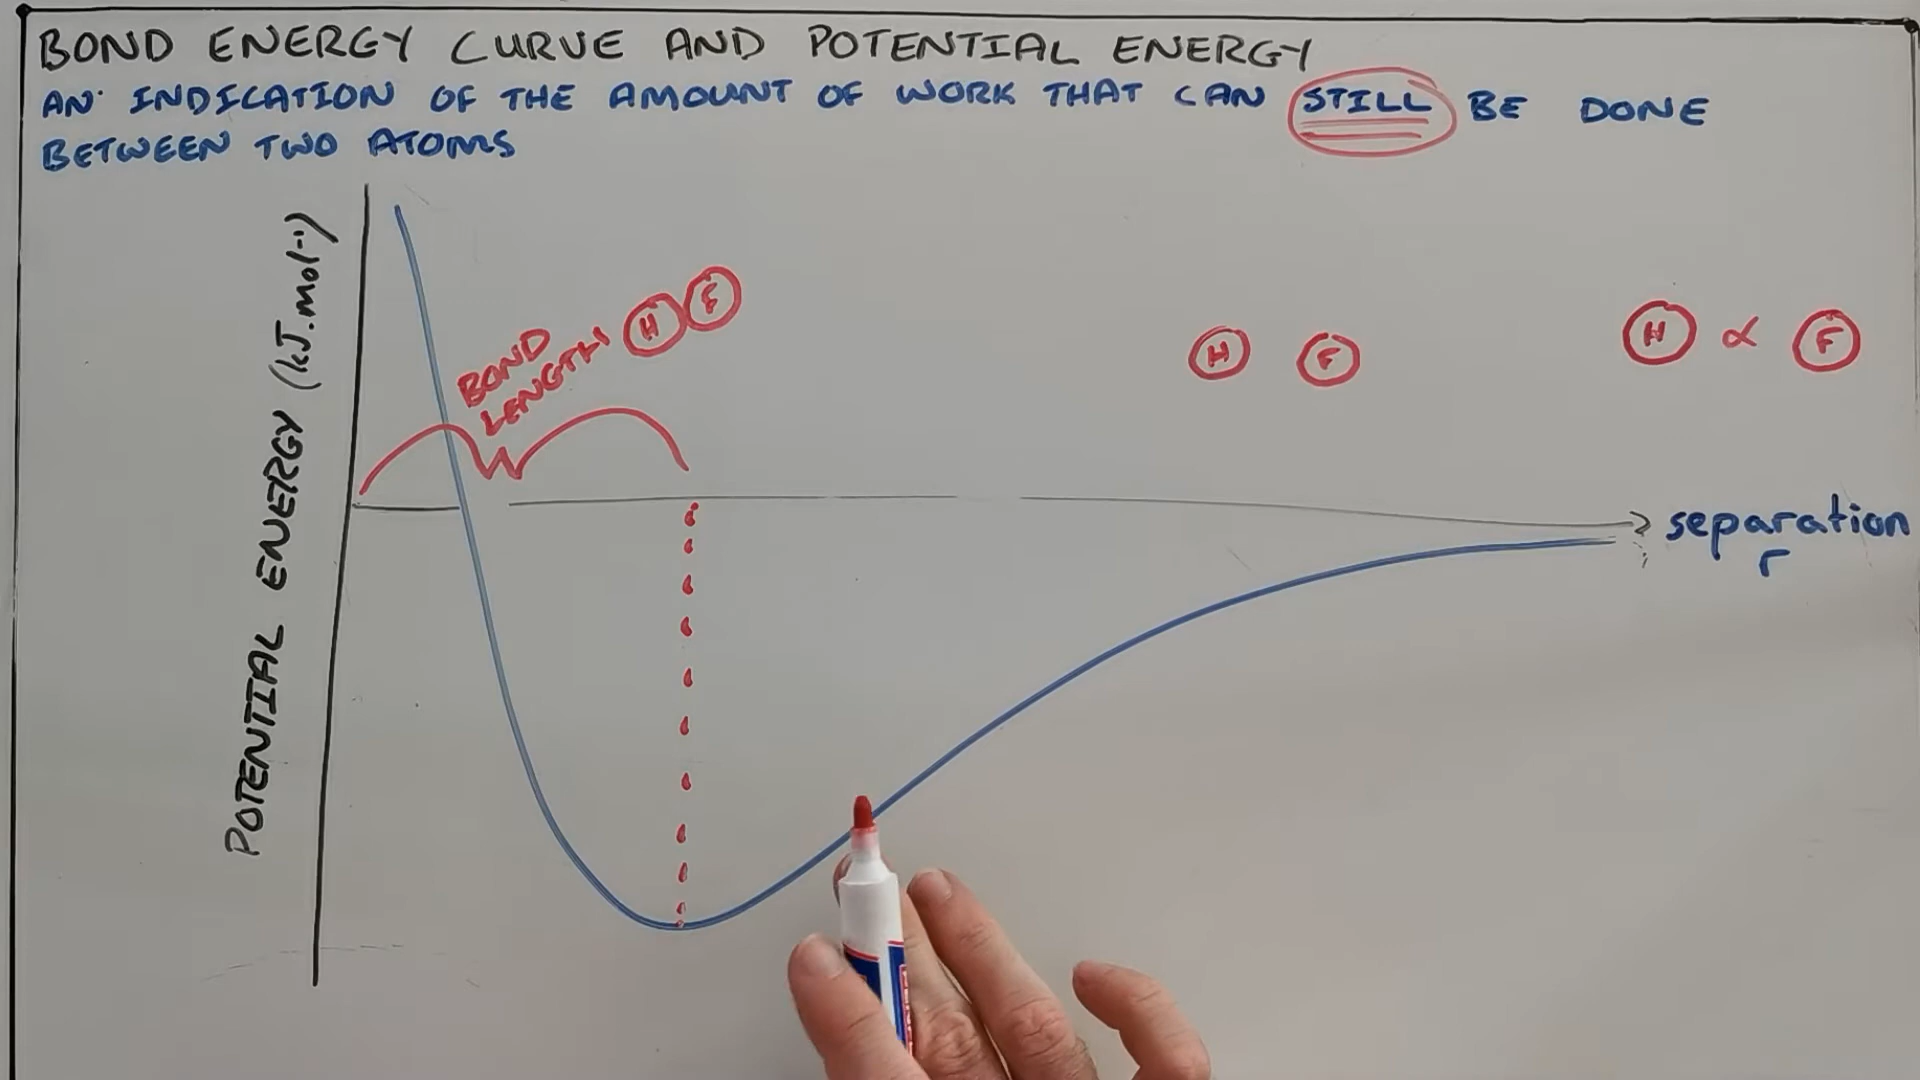 BOND ENERGY CURVE AND POTENTIAL ENERGY
AN INDICATION OF THE AMOUNT OF WORK THAT CAN STILL BE DONE
BETWEEN TWO ATOMS
POTENTIAL ENERGY (kJ.mol⁻¹)
BOND
LENGTH
H F
H F
H ∝ F
separation
r